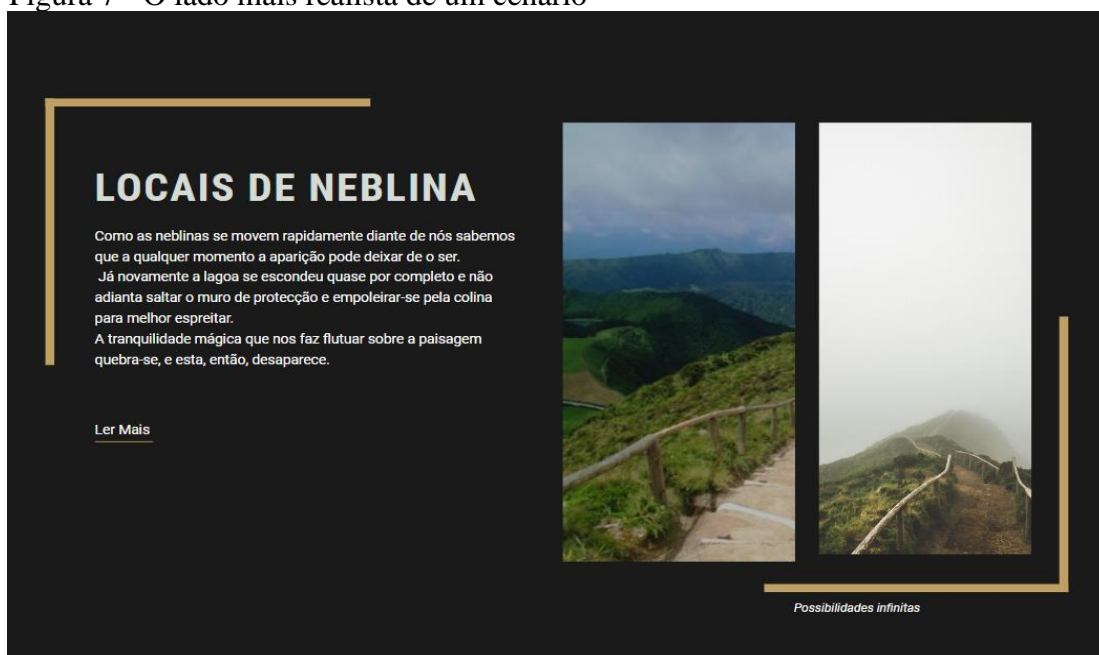 Figura 7 - O lado mais realista de um cenário
LOCAIS DE NEBLINA
Como as neblinas se movem rapidamente diante de nós sabemos
que a qualquer momento a aparição pode deixar de o ser.
Já novamente a lagoa se escondeu quase por completo e não
adianta saltar o muro de protecção e empoleirar-se pela colina
para melhor espreitar.
A tranquilidade mágica que nos faz flutuar sobre a paisagem
quebra-se, e esta, então, desaparece.
Ler Mais
Possibilidades infinitas